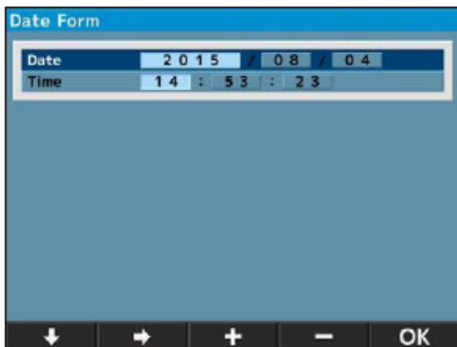 Date Form
Date 2015 / 08 / 04
Time 14 : 53 : 23
+ − OK